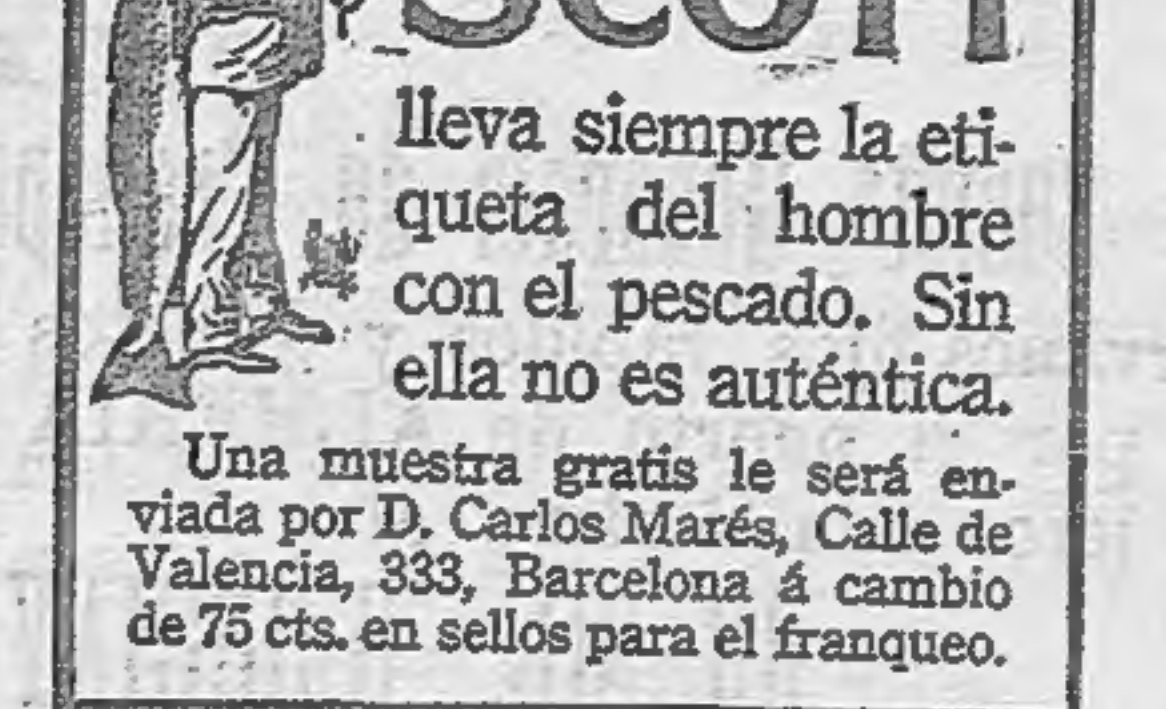 Scott
lleva siempre la eti-
queta del hombre
con el pescado. Sin
ella no es auténtica.
Una muestra gratis le será en-
viada por D. Carlos Marés, Calle de
Valencia, 333, Barcelona á cambio
de 75 cts. en sellos para el franqueo.